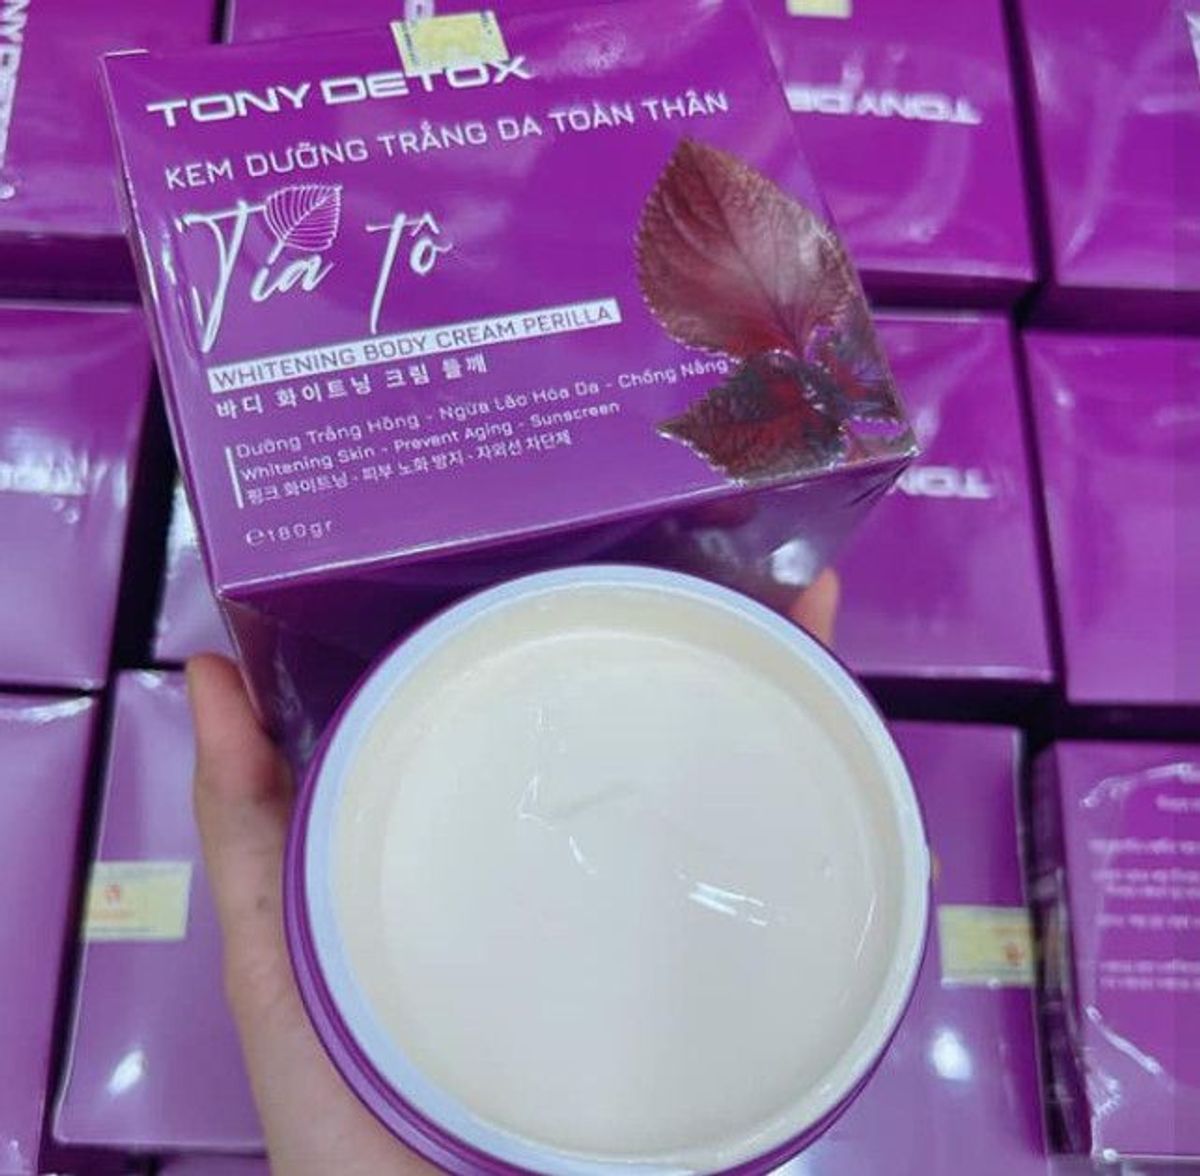 TONY DETOX
KEM DƯỠNG TRẮNG DA TOÀN THÂN
Tía Tô
WHITENING BODY CREAM PERILLA
바디 화이트닝 크림 들깨
Dưỡng Trắng Hồng - Ngừa Lão Hóa Da - Chống Nắng
Whitening Skin - Prevent Aging - Sunscreen
핑크 화이트닝 - 피부 노화 방지 - 자외선 차단제
℮180gr
TONY DE
TONY